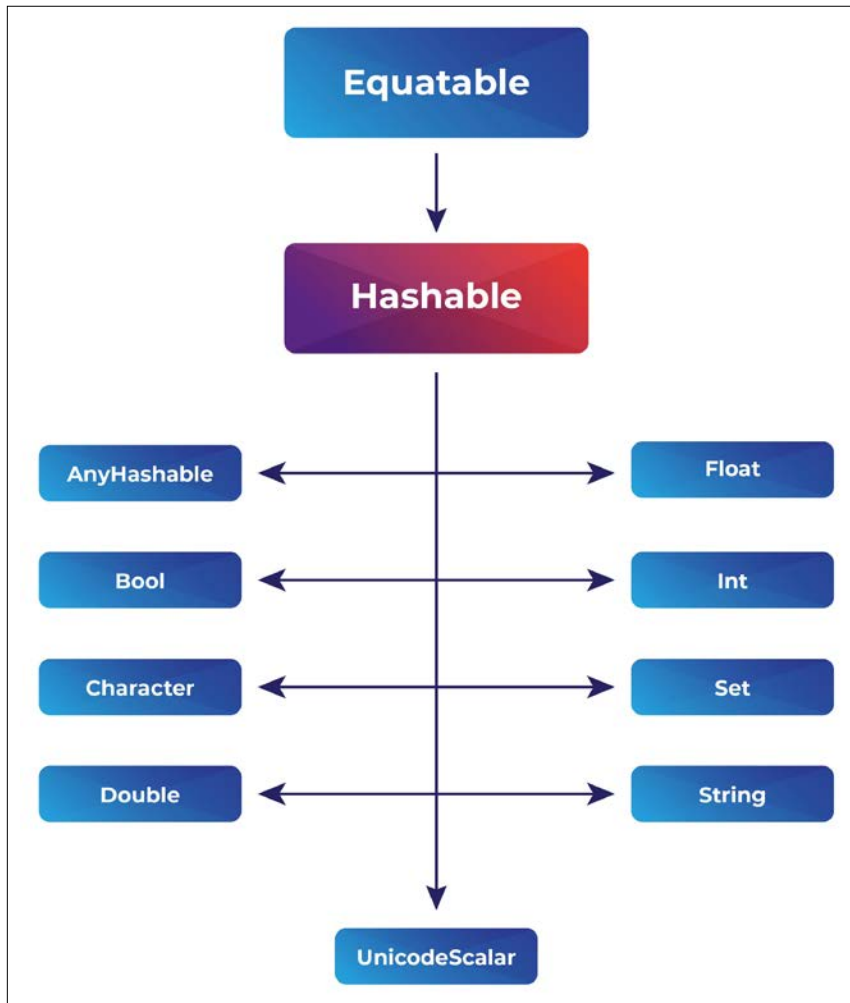 Equatable
Hashable
AnyHashable
Float
Bool
Int
Character
Set
Double
String
UnicodeScalar